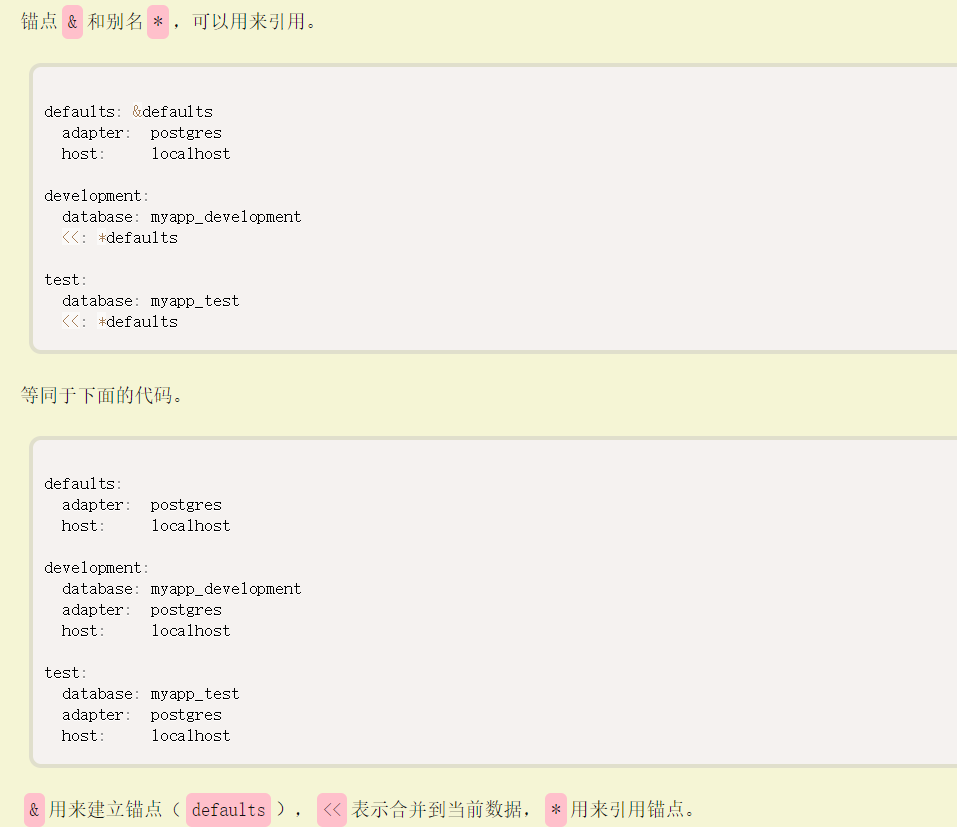 锚点 & 和别名 * ，可以用来引用。
defaults: &defaults
  adapter:  postgres
  host:     localhost
development:
  database: myapp_development
  <<: *defaults
test:
  database: myapp_test
  <<: *defaults
等同于下面的代码。
defaults:
  adapter:  postgres
  host:     localhost
development:
  database: myapp_development
  adapter:  postgres
  host:     localhost
test:
  database: myapp_test
  adapter:  postgres
  host:     localhost
& 用来建立锚点（ defaults ），<< 表示合并到当前数据，* 用来引用锚点。